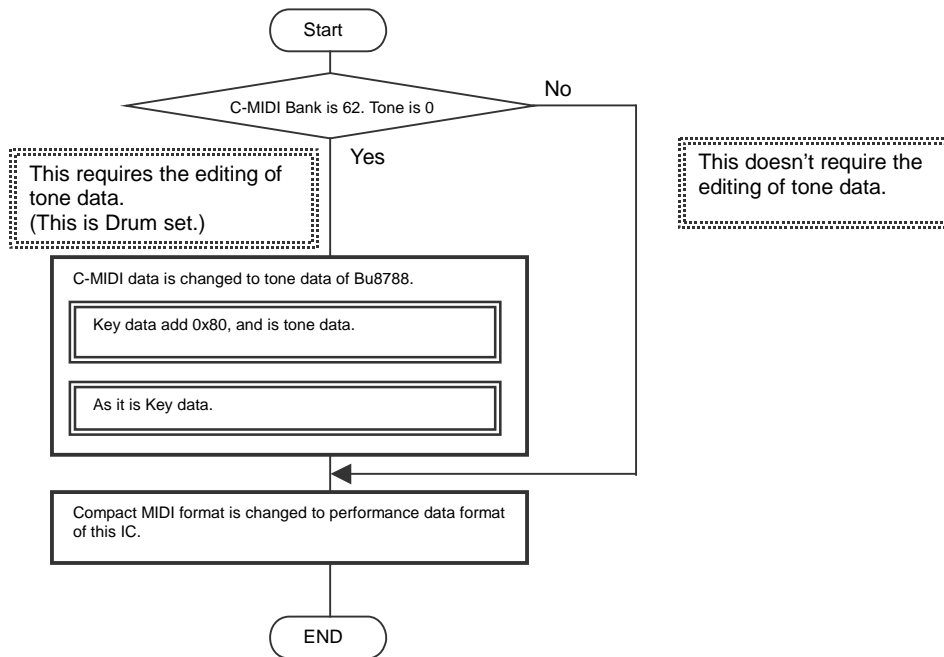 Start
C-MIDI Bank is 62. Tone is 0
No
Yes
This requires the editing of
tone data.
(This is Drum set.)
This doesn’t require the
editing of tone data.
C-MIDI data is changed to tone data of Bu8788.
Key data add 0x80, and is tone data.
As it is Key data.
Compact MIDI format is changed to performance data format
of this IC.
END